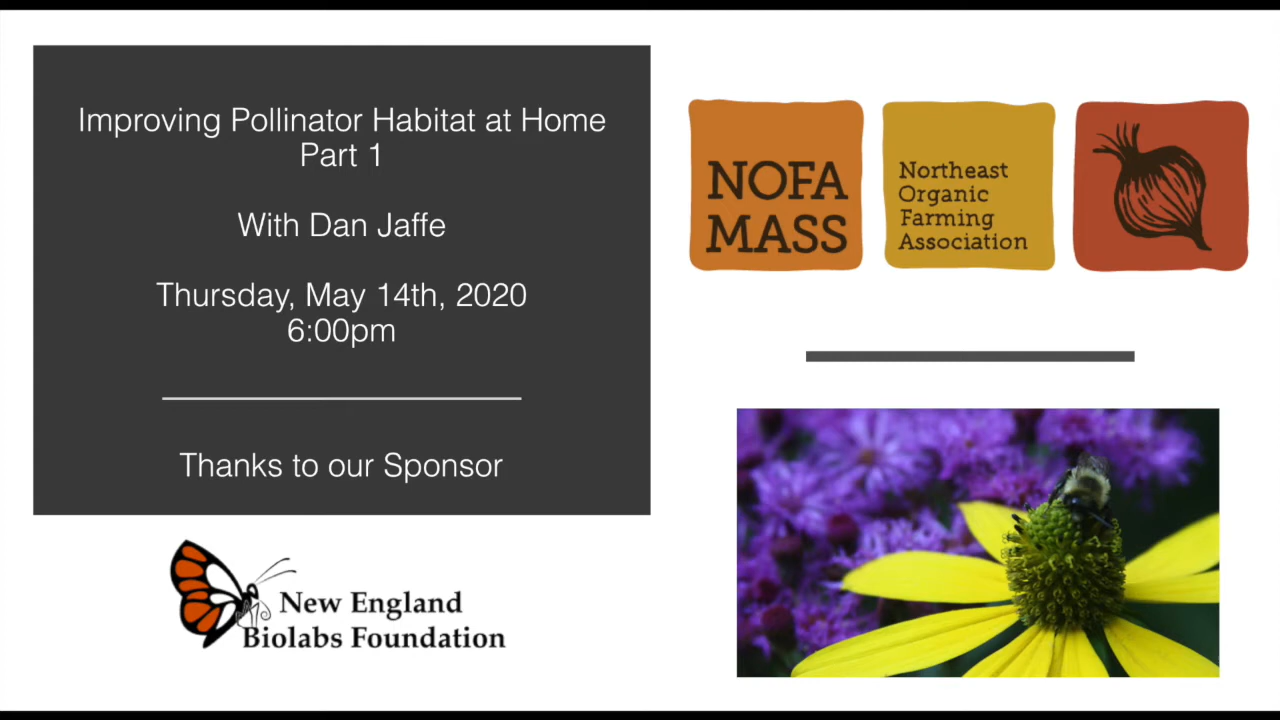 Improving Pollinator Habitat at Home
Part 1
With Dan Jaffe
Thursday, May 14th, 2020
6:00pm
Thanks to our Sponsor
New England
Biolabs Foundation
NOFA
MASS
Northeast
Organic
Farming
Association